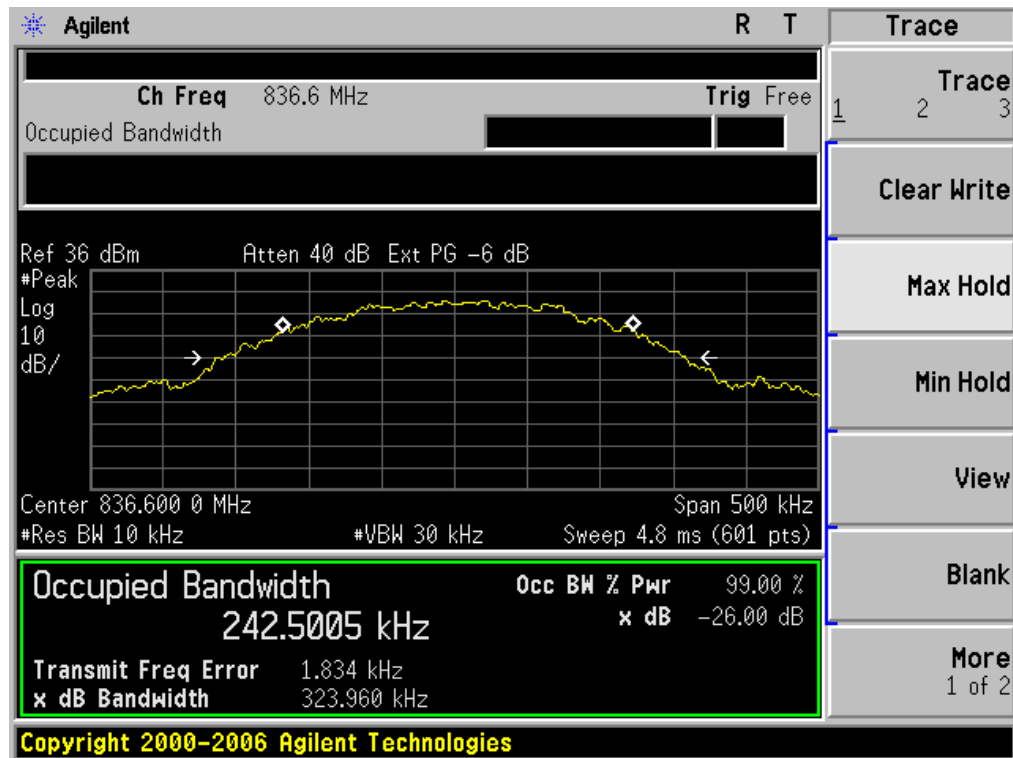 Agilent R T Trace
Ch Freq 836.6 MHz Trig Free
Occupied Bandwidth
Trace
1 2 3
Clear Write
Ref 36 dBm Atten 40 dB Ext PG -6 dB
#Peak
Log
10
dB/
Max Hold
Min Hold
View
Center 836.600 0 MHz Span 500 kHz
#Res BW 10 kHz #VBW 30 kHz Sweep 4.8 ms (601 pts)
Occupied Bandwidth Occ BW % Pwr 99.00 %
242.5005 kHz x dB -26.00 dB
Transmit Freq Error 1.834 kHz
x dB Bandwidth 323.960 kHz
Blank
More
1 of 2
Copyright 2000-2006 Agilent Technologies